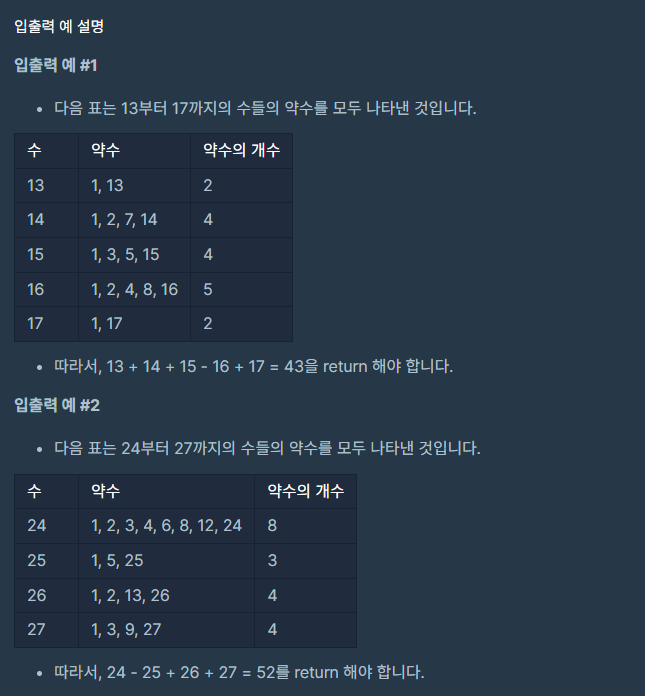 입출력 예 설명
입출력 예 #1
• 다음 표는 13부터 17까지의 수들의 약수를 모두 나타낸 것입니다.
수 약수 약수의 개수
13 1, 13 2
14 1, 2, 7, 14 4
15 1, 3, 5, 15 4
16 1, 2, 4, 8, 16 5
17 1, 17 2
• 따라서, 13 + 14 + 15 - 16 + 17 = 43을 return 해야 합니다.
입출력 예 #2
• 다음 표는 24부터 27까지의 수들의 약수를 모두 나타낸 것입니다.
수 약수 약수의 개수
24 1, 2, 3, 4, 6, 8, 12, 24 8
25 1, 5, 25 3
26 1, 2, 13, 26 4
27 1, 3, 9, 27 4
• 따라서, 24 - 25 + 26 + 27 = 52를 return 해야 합니다.